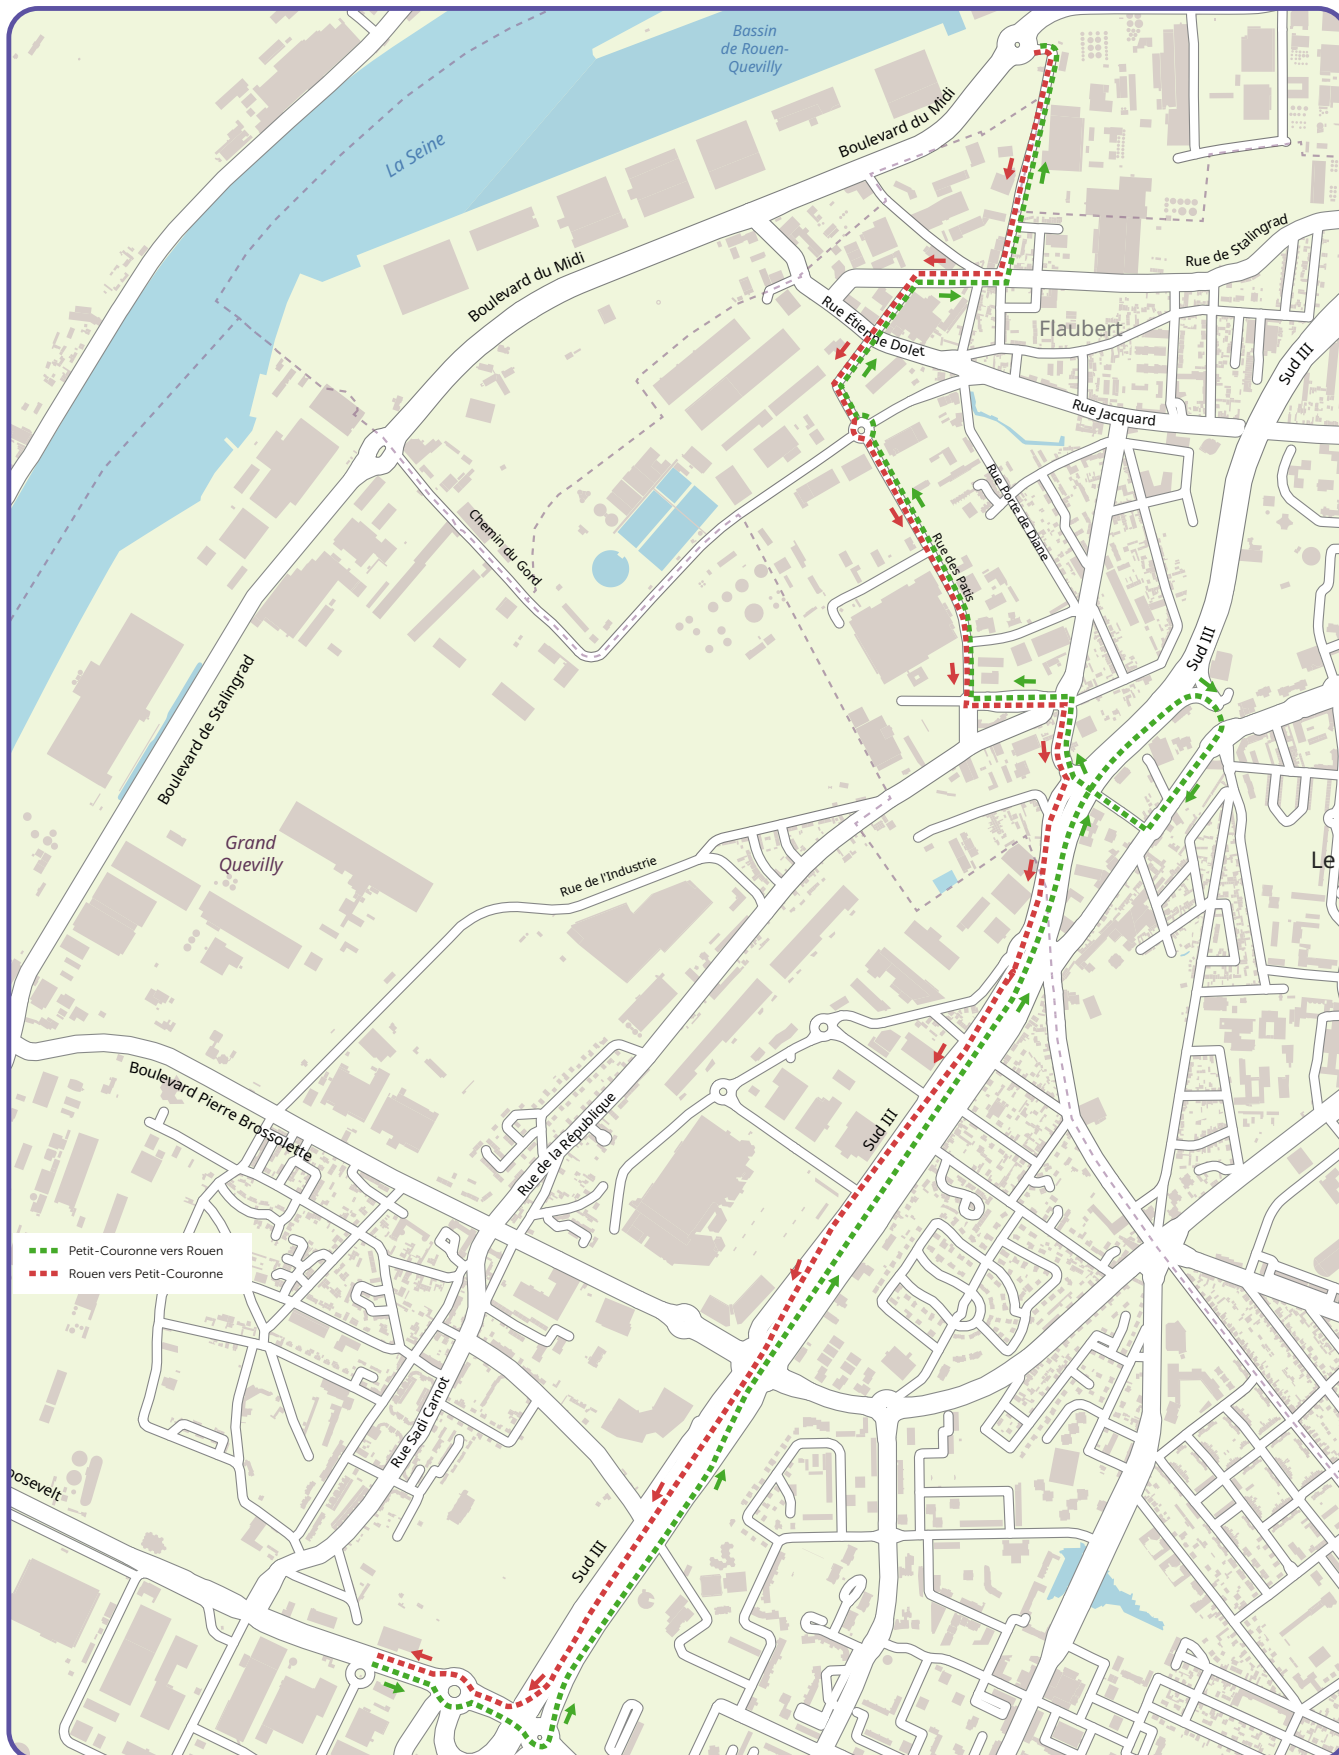 Bassin
de Rouen-
Quevilly
La Seine
Boulevard du Midi
Boulevard du Midi
Rue de Stalingrad
Rue Étienne Dolet
Flaubert
Sud III
Rue Jacquard
Rue Porte de Diane
Chemin du Gord
Rue des Patis
Sud III
Boulevard de Stalingrad
Grand
Quevilly
Rue de l'Industrie
Le
Boulevard Pierre Brossolette
Rue de la République
Sud III
Petit-Couronne vers Rouen
Rouen vers Petit-Couronne
Rue Sadi Carnot
oosevelt
Sud III